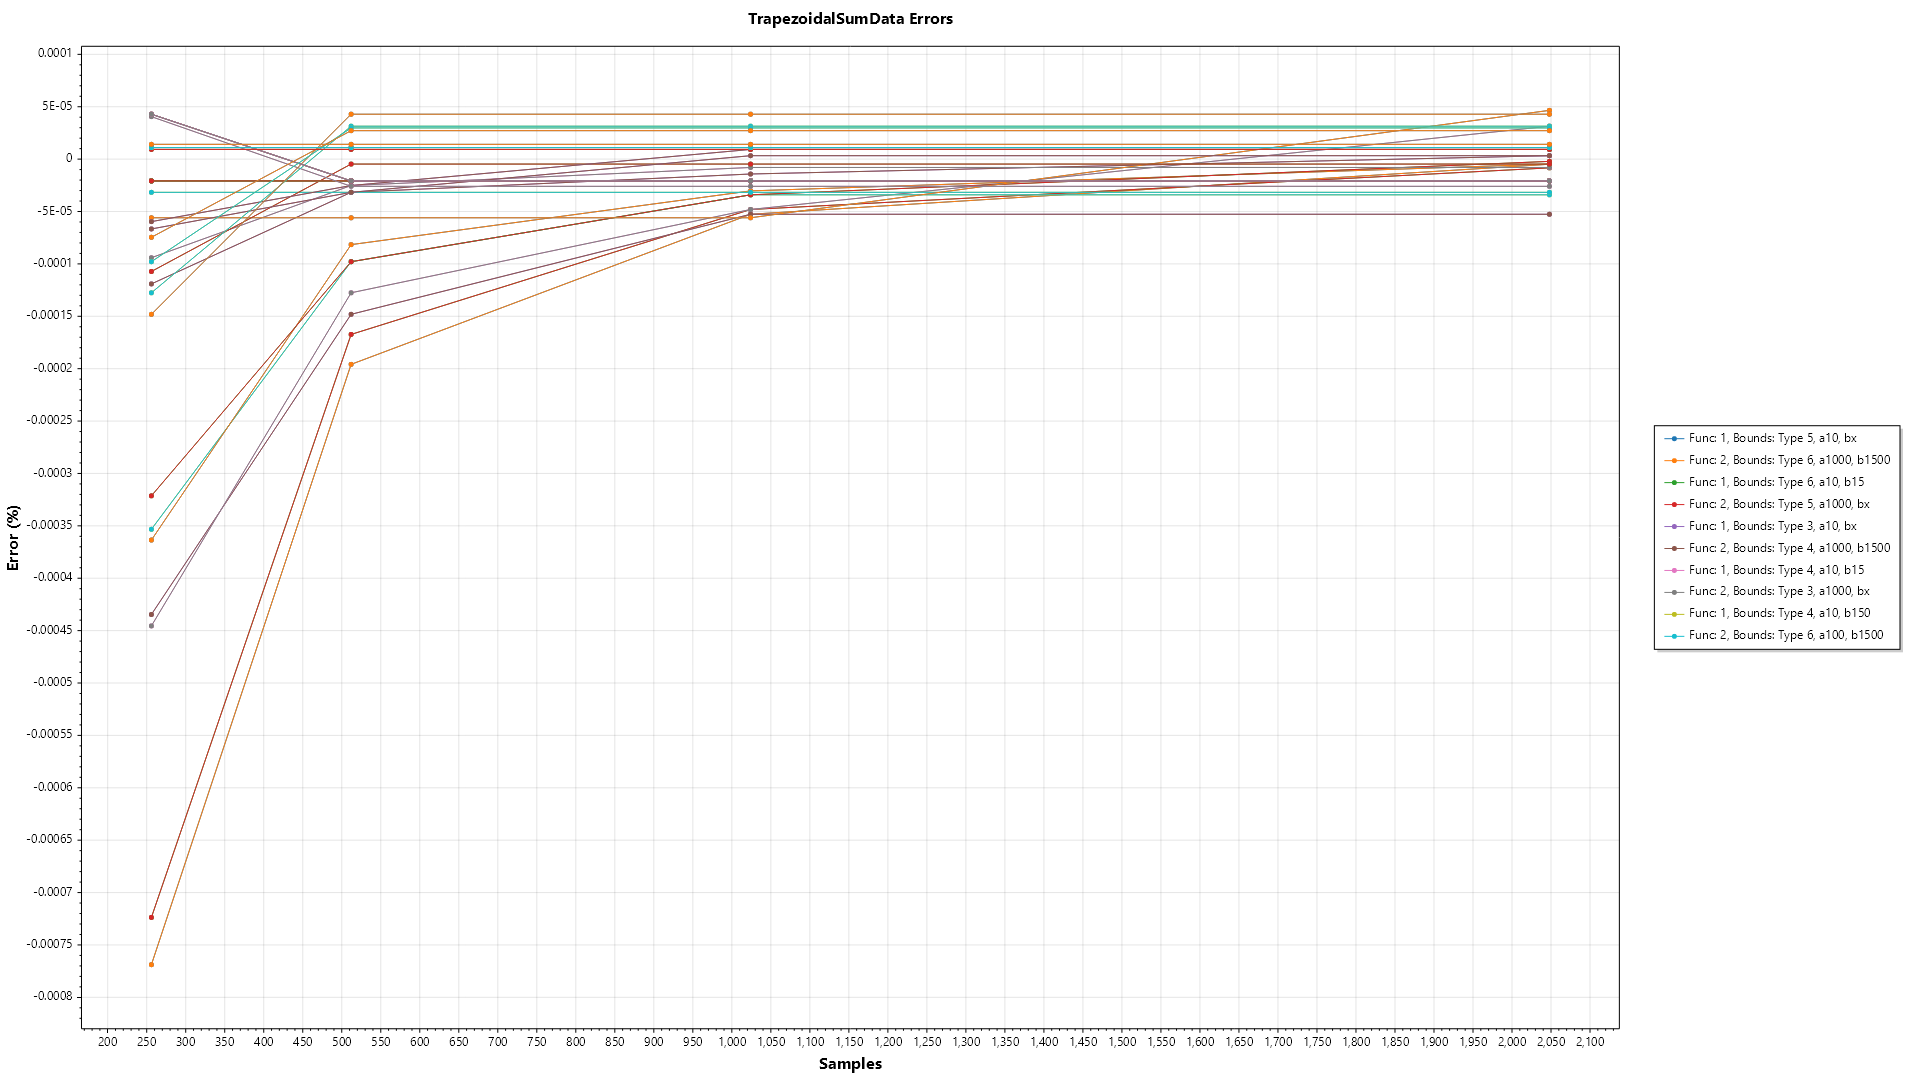 TrapezoidalSumData Errors
0.0001
5E-05
0
-5E-05
-0.0001
-0.00015
-0.0002
-0.00025
-0.0003
-0.00035
-0.0004
-0.00045
-0.0005
-0.00055
-0.0006
-0.00065
-0.0007
-0.00075
-0.0008
Error (%)
200 250 300 350 400 450 500 550 600 650 700 750 800 850 900 950 1,000 1,050 1,100 1,150 1,200 1,250 1,300 1,350 1,400 1,450 1,500 1,550 1,600 1,650 1,700 1,750 1,800 1,850 1,900 1,950 2,000 2,050 2,100
Samples
Func: 1, Bounds: Type 5, a10, bx
Func: 2, Bounds: Type 6, a1000, b1500
Func: 1, Bounds: Type 6, a10, b15
Func: 2, Bounds: Type 5, a1000, bx
Func: 1, Bounds: Type 3, a10, bx
Func: 2, Bounds: Type 4, a1000, b1500
Func: 1, Bounds: Type 4, a10, b15
Func: 2, Bounds: Type 3, a1000, bx
Func: 1, Bounds: Type 4, a10, b150
Func: 2, Bounds: Type 6, a100, b1500